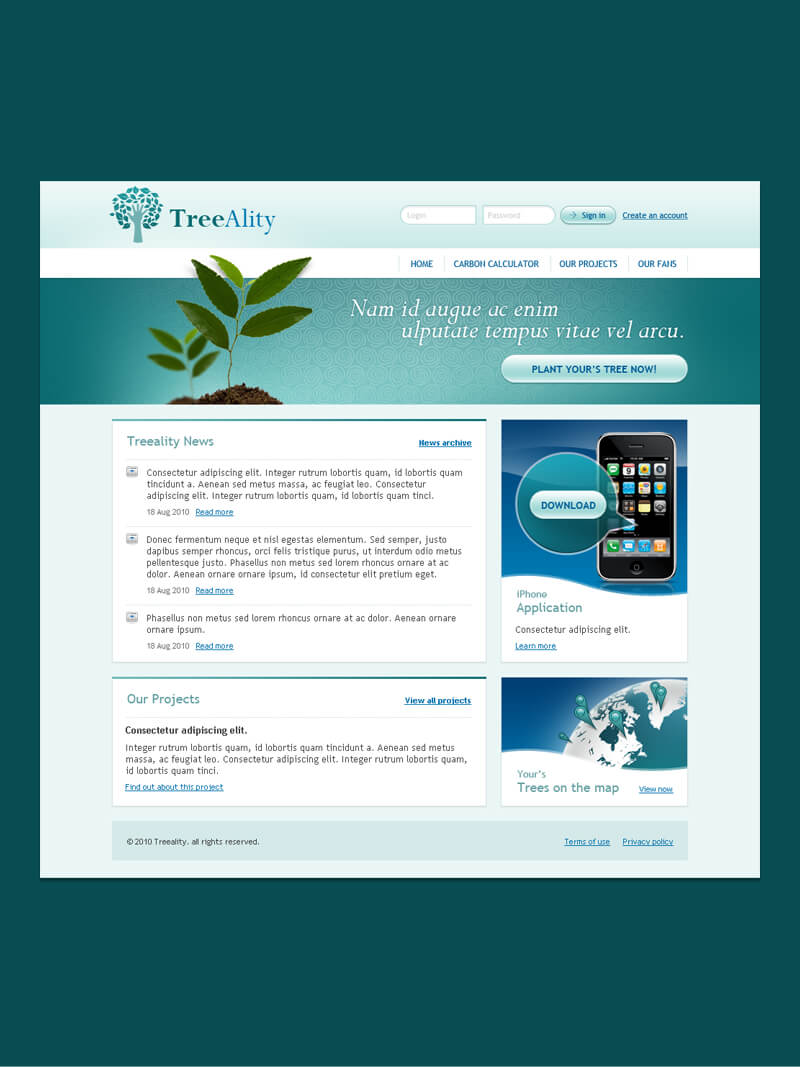 TreeAlity
Login
Password
Sign in
Create an account
HOME
CARBON CALCULATOR
OUR PROJECTS
OUR FANS
Nam id augue ac enim
ulputate tempus vitae vel arcu.
PLANT YOUR'S TREE NOW!
Treeality News
News archive
Consectetur adipiscing elit. Integer rutrum lobortis quam, id lobortis quam
tincidunt a. Aenean sed metus massa, ac feugiat leo. Consectetur
adipiscing elit. Integer rutrum lobortis quam, id lobortis quam tinci.
18 Aug 2010 Read more
Donec fermentum neque et nisl egestas elementum. Sed semper, justo
dapibus semper rhoncus, orci felis tristique purus, ut interdum odio metus
pellentesque justo. Phasellus non metus sed lorem rhoncus ornare at ac
dolor. Aenean ornare ornare ipsum, id consectetur elit pretium eget.
18 Aug 2010 Read more
Phasellus non metus sed lorem rhoncus ornare at ac dolor. Aenean ornare
ornare ipsum.
18 Aug 2010 Read more
DOWNLOAD
iPhone
Application
Consectetur adipiscing elit.
Learn more
Our Projects
View all projects
Consectetur adipiscing elit.
Integer rutrum lobortis quam, id lobortis quam tincidunt a. Aenean sed metus
massa, ac feugiat leo. Consectetur adipiscing elit. Integer rutrum lobortis quam,
id lobortis quam tinci.
Find out about this project
Your's
Trees on the map
View now
© 2010 Treeality. all rights reserved.
Terms of use
Privacy policy